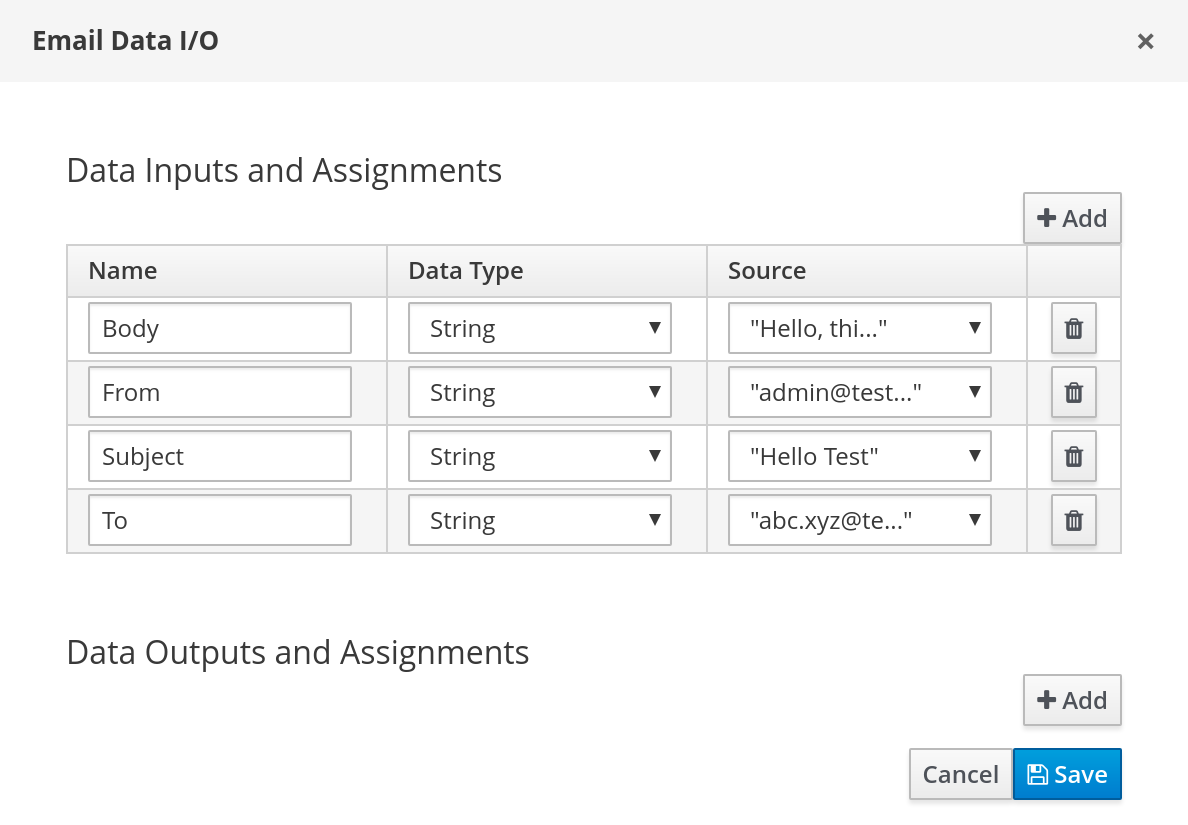 Email Data I/O
Data Inputs and Assignments
Add
Name Data Type Source
Body String "Hello, thi..."
From String "admin@test..."
Subject String "Hello Test"
To String "abc.xyz@te..."
Data Outputs and Assignments
Add
Cancel Save